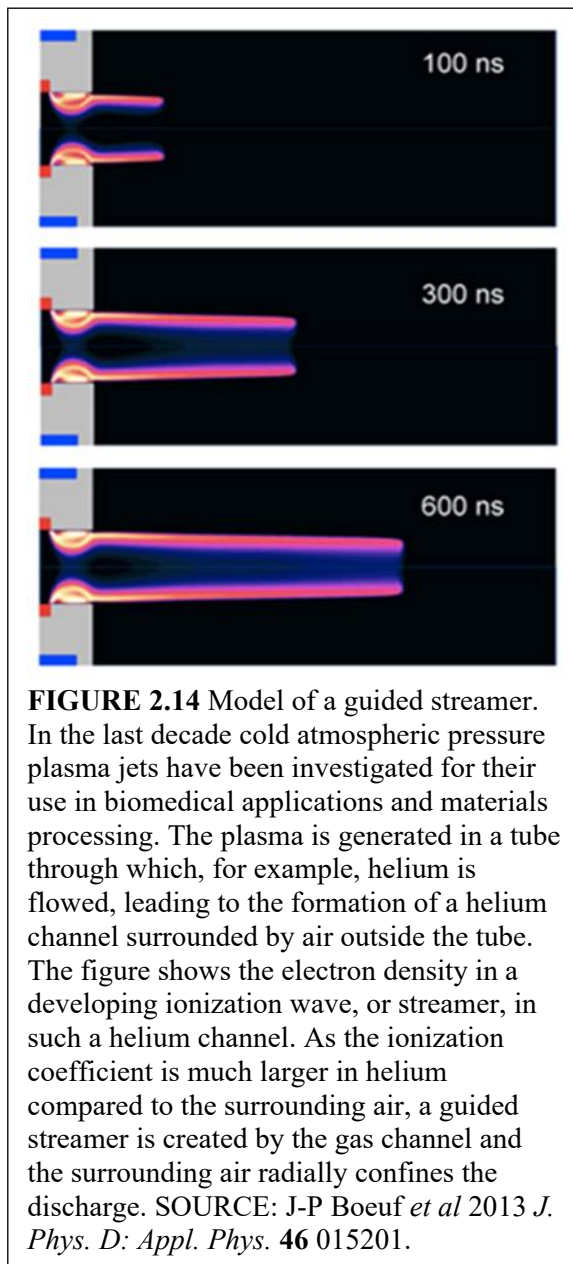 100 ns
300 ns
600 ns
FIGURE 2.14 Model of a guided streamer.
In the last decade cold atmospheric pressure
plasma jets have been investigated for their
use in biomedical applications and materials
processing. The plasma is generated in a tube
through which, for example, helium is
flowed, leading to the formation of a helium
channel surrounded by air outside the tube.
The figure shows the electron density in a
developing ionization wave, or streamer, in
such a helium channel. As the ionization
coefficient is much larger in helium
compared to the surrounding air, a guided
streamer is created by the gas channel and
the surrounding air radially confines the
discharge. SOURCE: J-P Boeuf et al 2013 J.
Phys. D: Appl. Phys. 46 015201.